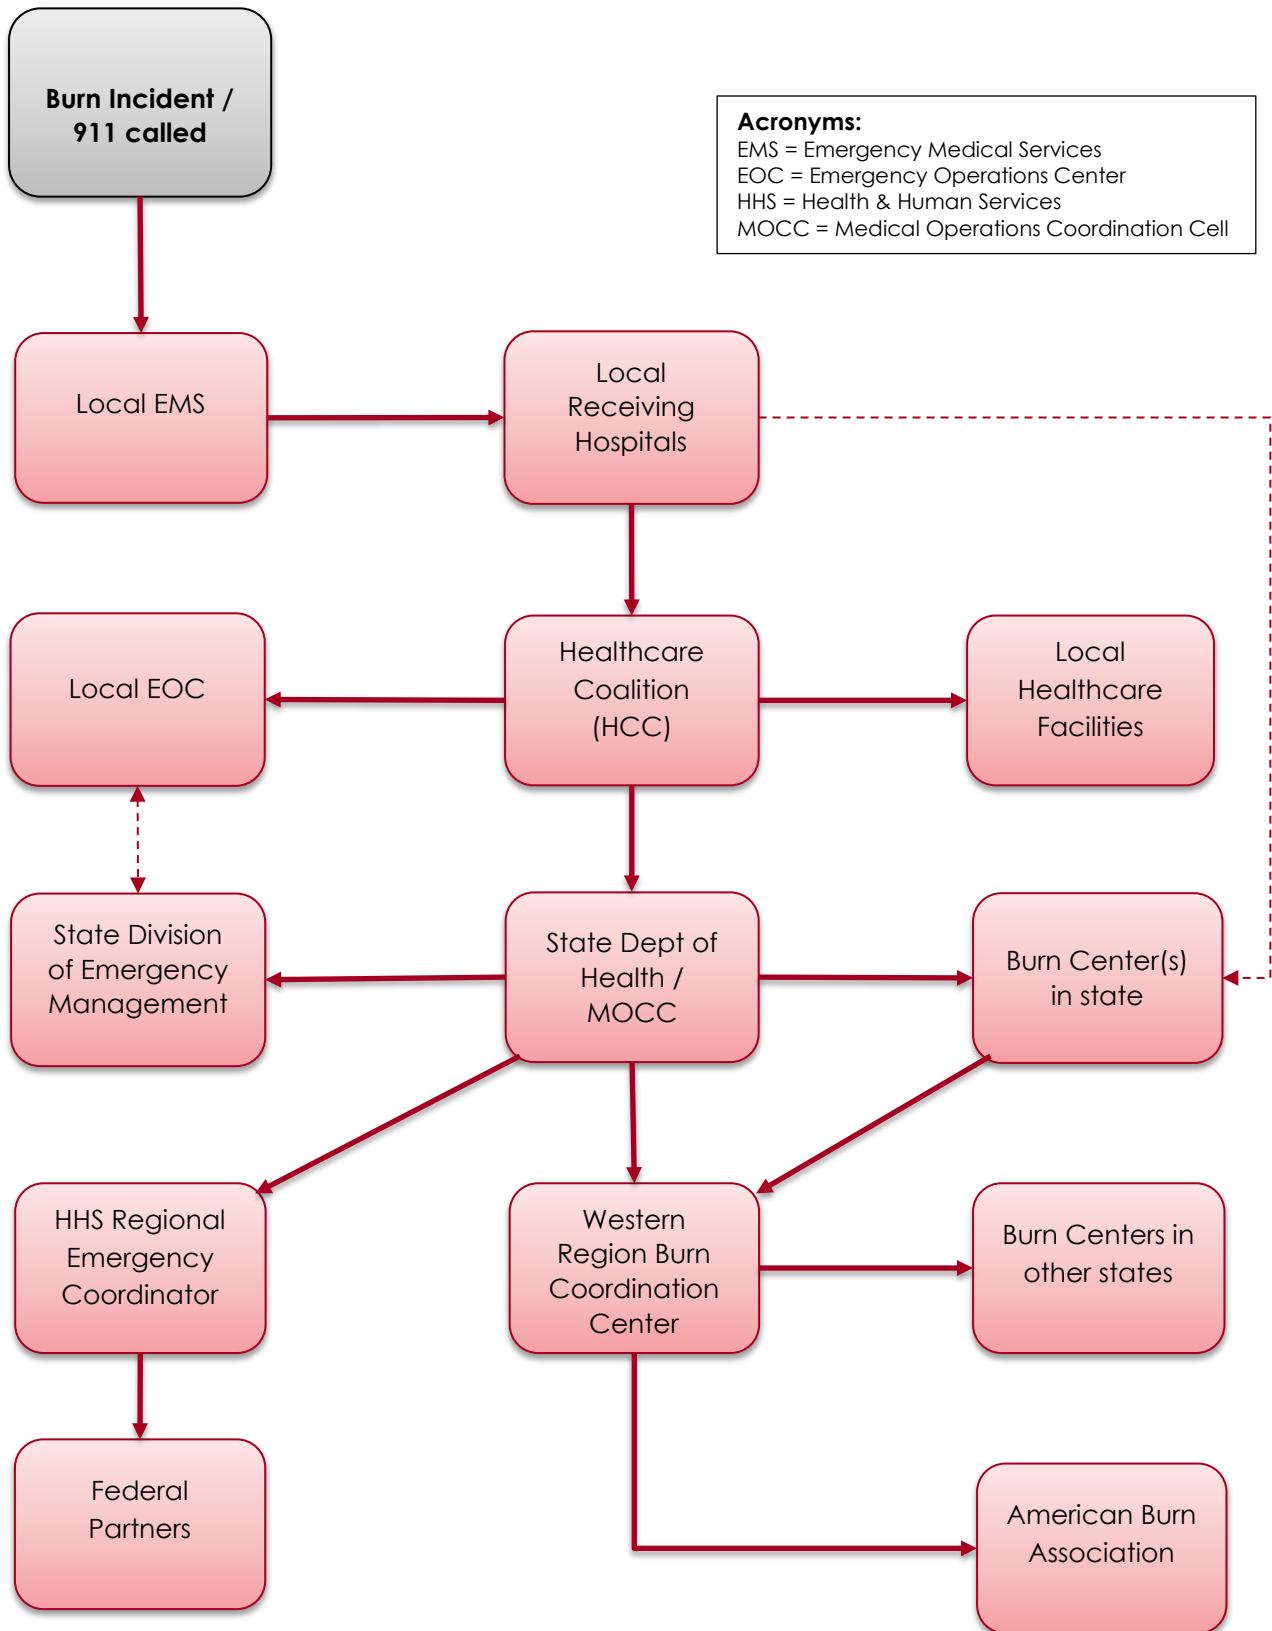 Burn Incident /
911 called
Acronyms:
EMS = Emergency Medical Services
EOC = Emergency Operations Center
HHS = Health & Human Services
MOCC = Medical Operations Coordination Cell
Local EMS
Local
Receiving
Hospitals
Local EOC
Healthcare
Coalition
(HCC)
Local
Healthcare
Facilities
State Division
of Emergency
Management
State Dept of
Health /
MOCC
Burn Center(s)
in state
HHS Regional
Emergency
Coordinator
Western
Region Burn
Coordination
Center
Burn Centers in
other states
Federal
Partners
American Burn
Association